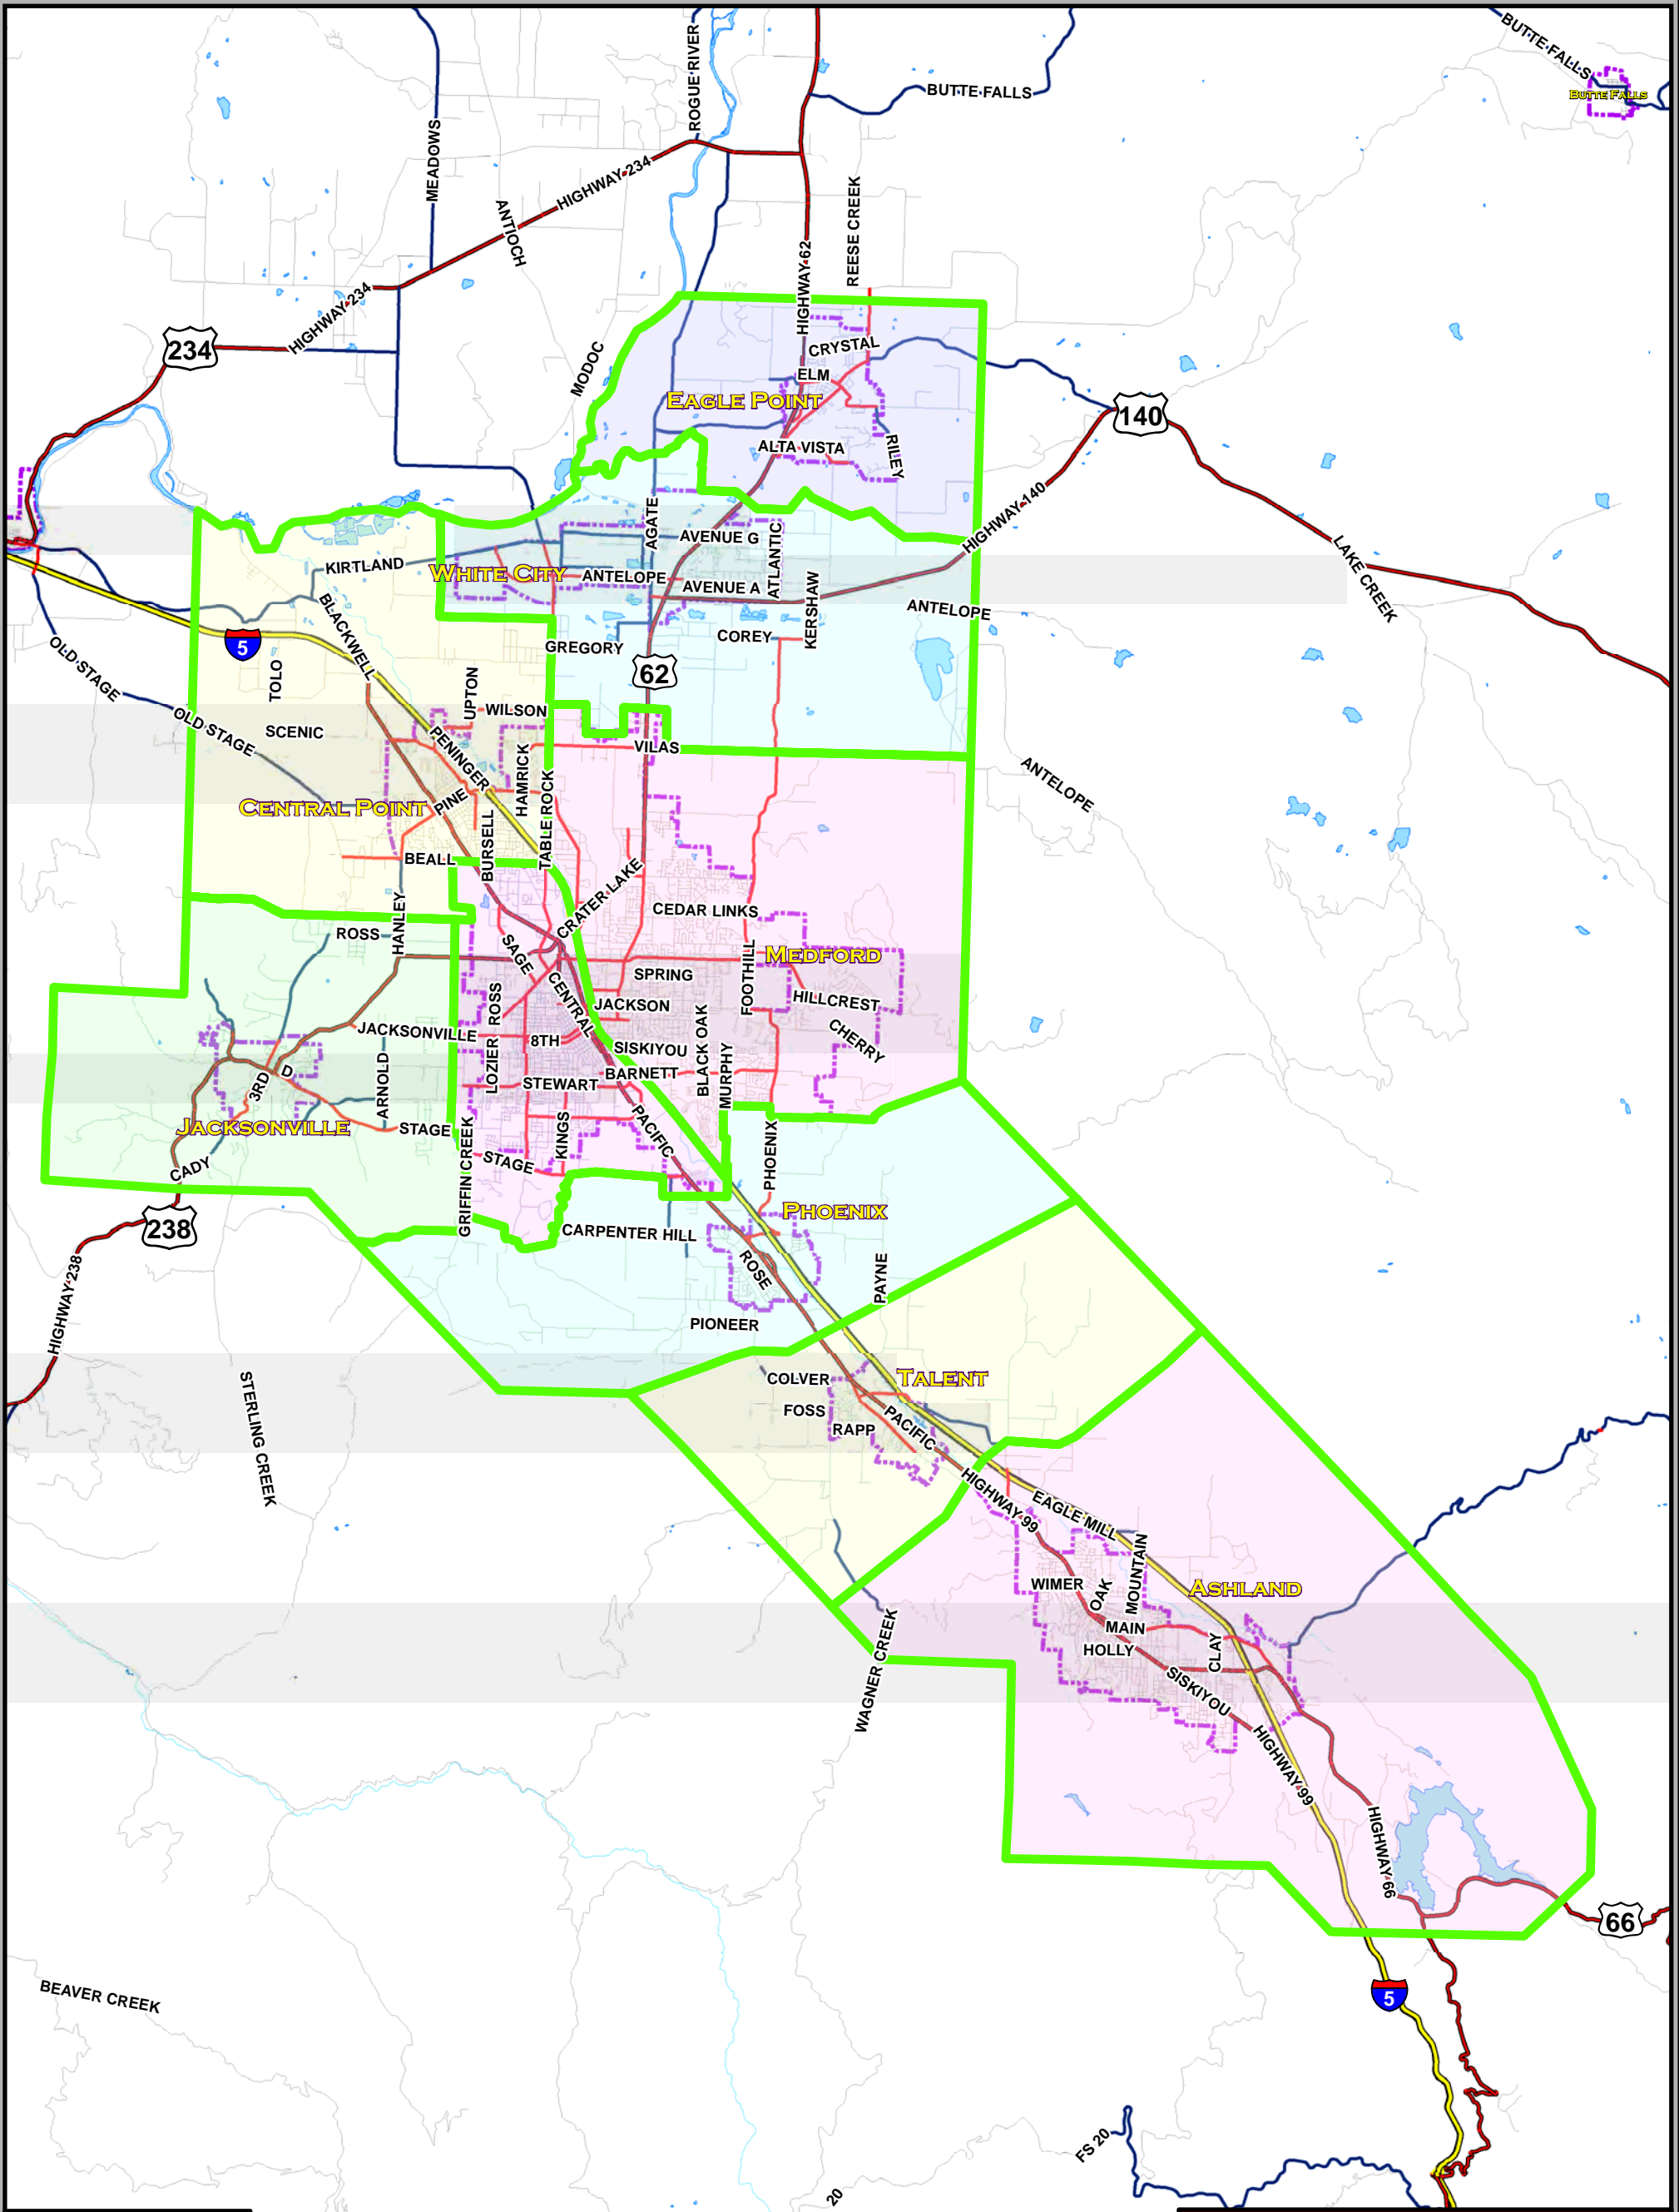 BUTTE FALLS
BUTTE FALLS
BUTTE FALLS
ROGUE RIVER
MEADOWS
HIGHWAY 234
ANTIOCH
REESE CREEK
HIGHWAY 62
HIGHWAY 234
234
MODOC
CRYSTAL
ELM
EAGLE POINT
140
ALTA VISTA
RILEY
HIGHWAY 140
AGATE
AVENUE G
ATLANTIC
LAKE CREEK
KIRTLAND
WHITE CITY
ANTELOPE
AVENUE A
KERSHAW
ANTELOPE
BLACKWELL
5
OLD STAGE
GREGORY
COREY
62
TOLO
UPTON
WILSON
OLD STAGE
SCENIC
PENINGER
HAMRICK
VILAS
ANTELOPE
CENTRAL POINT
PINE
TABLE ROCK
BURSELL
BEALL
CRATER LAKE
HANLEY
CEDAR LINKS
ROSS
SAGE
MEDFORD
FOOTHILL
SPRING
CENTRAL
ROSS
JACKSON
HILLCREST
JACKSONVILLE
8TH
BLACK OAK
CHERRY
LOZIER
SISKIYOU
MURPHY
D
3RD
ARNOLD
STEWART
BARNETT
JACKSONVILLE
STAGE
GRIFFIN CREEK
KINGS
PACIFIC
PHOENIX
CADY
STAGE
238
PHOENIX
CARPENTER HILL
ROSE
PAYNE
HIGHWAY 238
PIONEER
STERLING CREEK
COLVER
TALENT
FOSS
RAPP
PACIFIC
HIGHWAY 99
EAGLE MILL
MOUNTAIN
WIMER
OAK
ASHLAND
MAIN
HOLLY
CLAY
WAGNER CREEK
SISKIYOU
HIGHWAY 99
HIGHWAY 66
66
5
BEAVER CREEK
FS 20
20